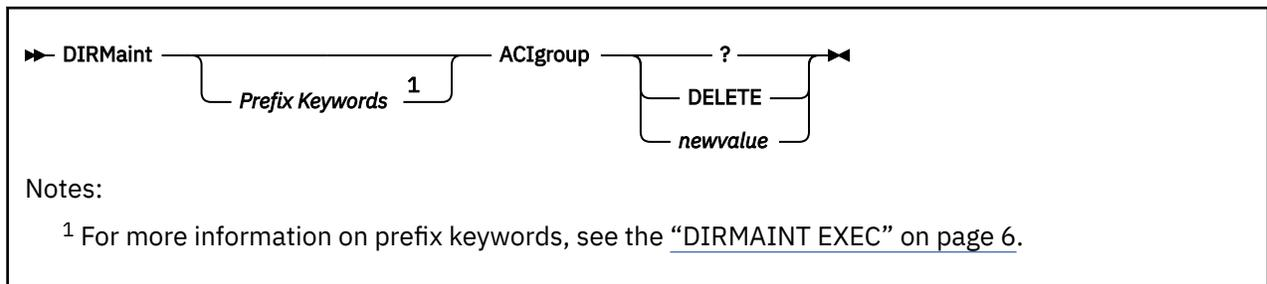 DIRMaint ACIgroup ?
Prefix Keywords 1 DELETE
newvalue
Notes:
1 For more information on prefix keywords, see the “DIRMAINT EXEC” on page 6.